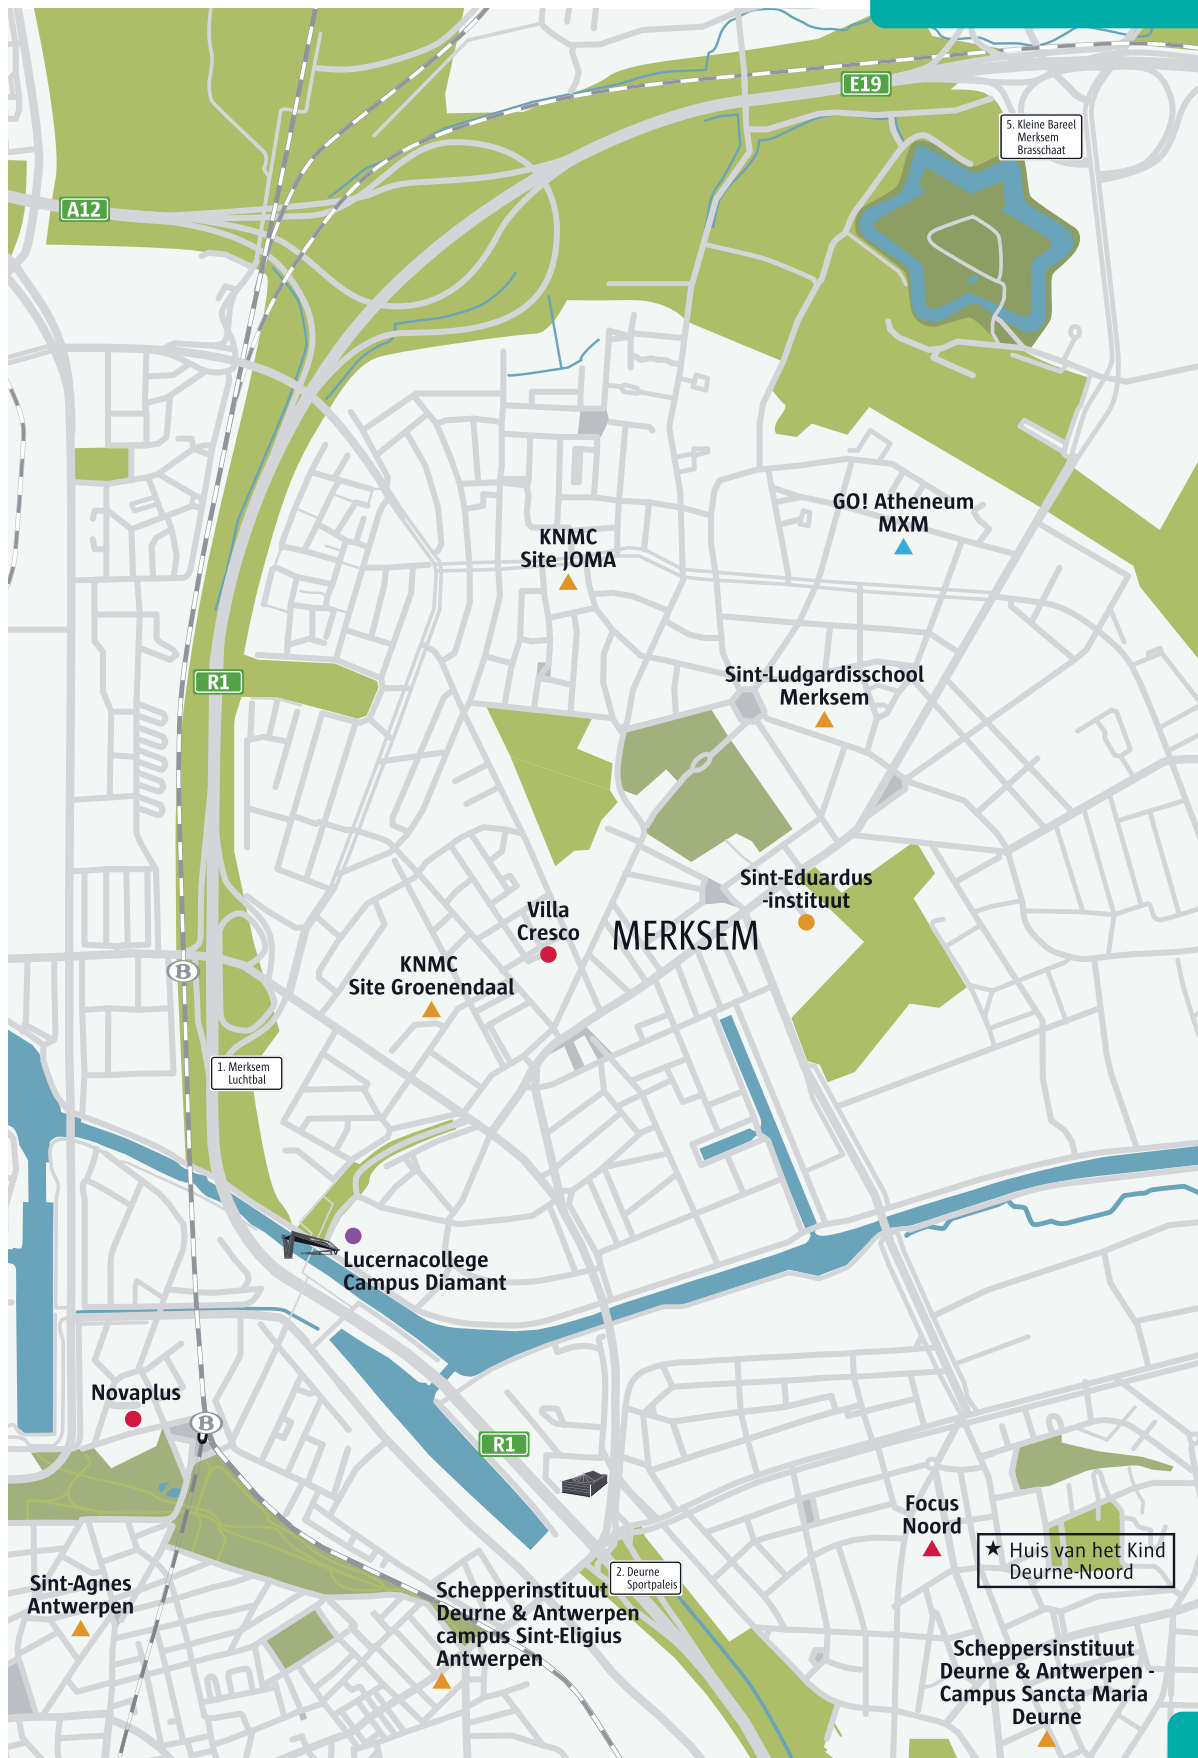 E19
5. Kleine Bareel
Merksem
Brasschaat
A12
GO! Atheneum
MXM
KNMC
Site JOMA
R1
Sint-Ludgardisschool
Merksem
Sint-Eduardus
-instituut
Villa
Cresco
MERKSEM
KNMC
Site Groenendaal
B
1. Merksem
Luchtbal
Lucernacollege
Campus Diamant
Novaplus
B
R1
Focus
Noord
★ Huis van het Kind
Deurne-Noord
2. Deurne
Sportpaleis
Sint-Agnes
Antwerpen
Schepperinstituut
Deurne & Antwerpen
campus Sint-Eligius
Antwerpen
Scheppersinstituut
Deurne & Antwerpen -
Campus Sancta Maria
Deurne